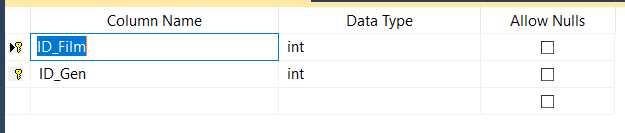 Column Name Data Type Allow Nulls
ID_Film int
ID_Gen int